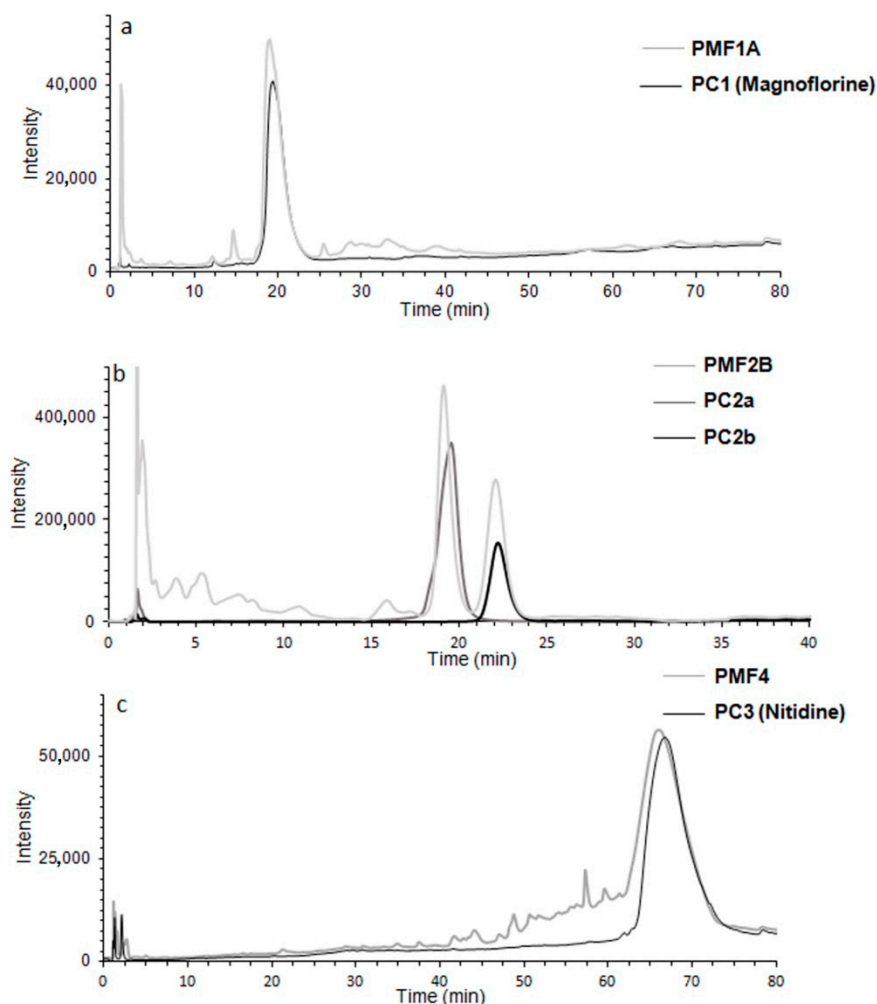 a
PMF1A
PC1 (Magnoflorine)
Intensity
40,000
20,000
0
0 10 20 30 40 50 60 70 80
Time (min)
b
PMF2B
PC2a
PC2b
Intensity
400,000
200,000
0
0 5 10 15 20 25 30 35 40
Time (min)
c
PMF4
PC3 (Nitidine)
Intensity
50,000
25,000
0
0 10 20 30 40 50 60 70 80
Time (min)